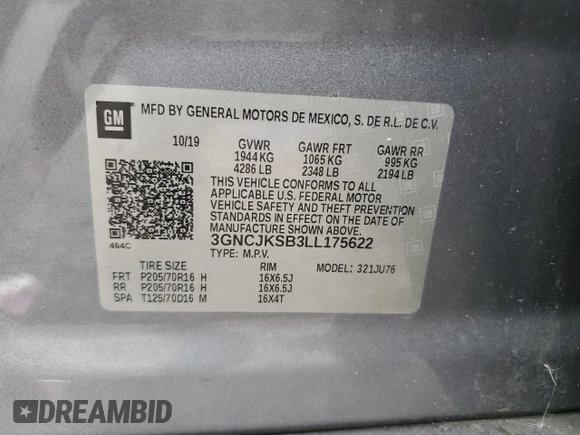 GM
MFD BY GENERAL MOTORS DE MEXICO, S. DE R.L. DE C.V.
10/19 GVWR GAWR FRT GAWR RR
1944 KG 1065 KG 995 KG
4286 LB 2348 LB 2194 LB
THIS VEHICLE CONFORMS TO ALL
APPLICABLE U.S. FEDERAL MOTOR
VEHICLE SAFETY AND THEFT PREVENTION
STANDARDS IN EFFECT ON THE DATE OF
MANUFACTURE SHOWN ABOVE.
464C 3GNCJKSB3LL175622
TYPE: M.P.V.
TIRE SIZE RIM MODEL: 321JU76
FRT P205/70R16 H 16X6.5J
RR P205/70R16 H 16X6.5J
SPA T125/70D16 M 16X4T
DREAMBID